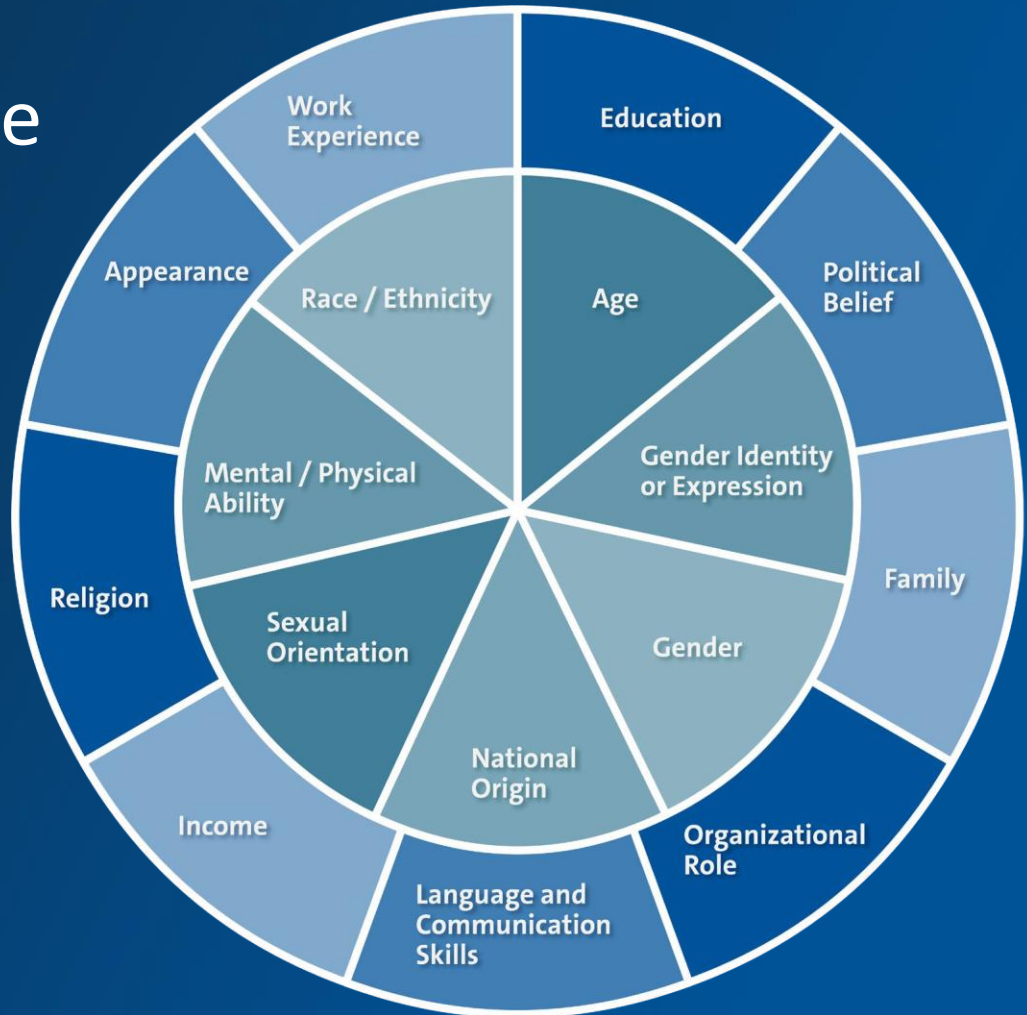 e
Work
Experience
Education
Appearance
Political
Belief
Race / Ethnicity
Age
Mental / Physical
Ability
Gender Identity
or Expression
Religion
Family
Sexual
Orientation
Gender
National
Origin
Income
Organizational
Role
Language and
Communication
Skills